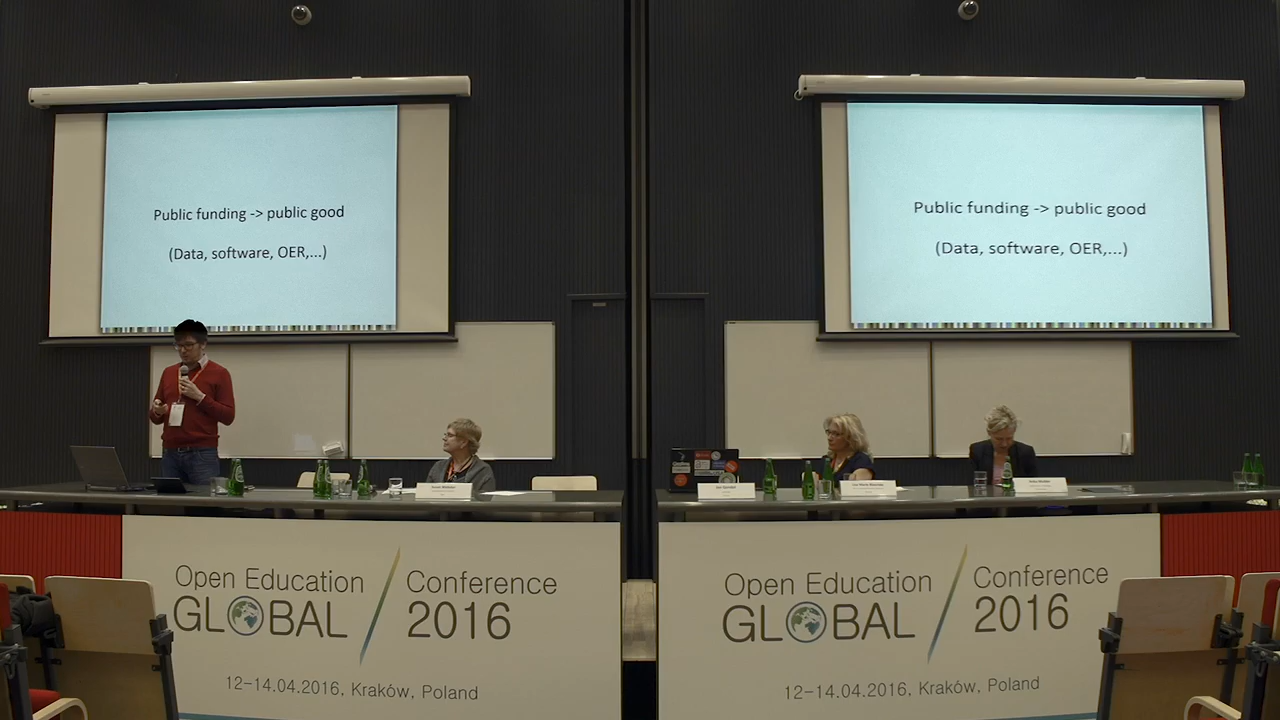 Public funding -> public good
(Data, software, OER,...)
Public funding -> public good
(Data, software, OER,...)
Open Education
GLOBAL
Conference
2016
12-14.04.2016. Kraków, Poland
Open Education
GLOBAL
Conference
2016
12-14.04.2016. Kraków, Poland